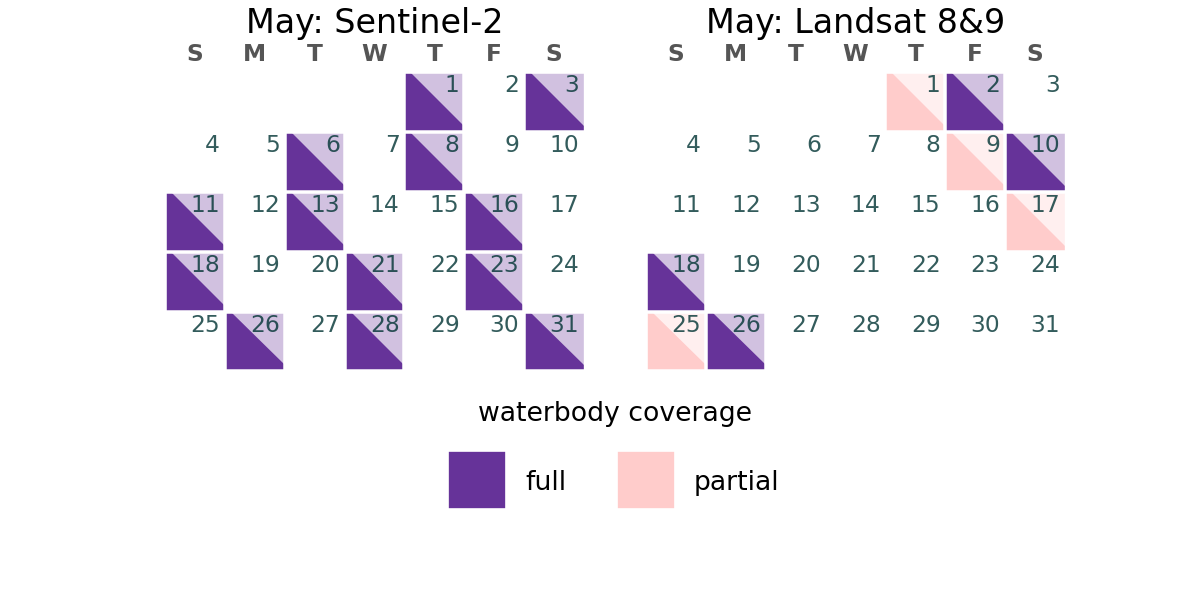 May: Sentinel-2
S M T W T F S
1 2 3
4 5 6 7 8 9 10
11 12 13 14 15 16 17
18 19 20 21 22 23 24
25 26 27 28 29 30 31
May: Landsat 8&9
S M T W T F S
1 2 3
4 5 6 7 8 9 10
11 12 13 14 15 16 17
18 19 20 21 22 23 24
25 26 27 28 29 30 31
waterbody coverage
full partial